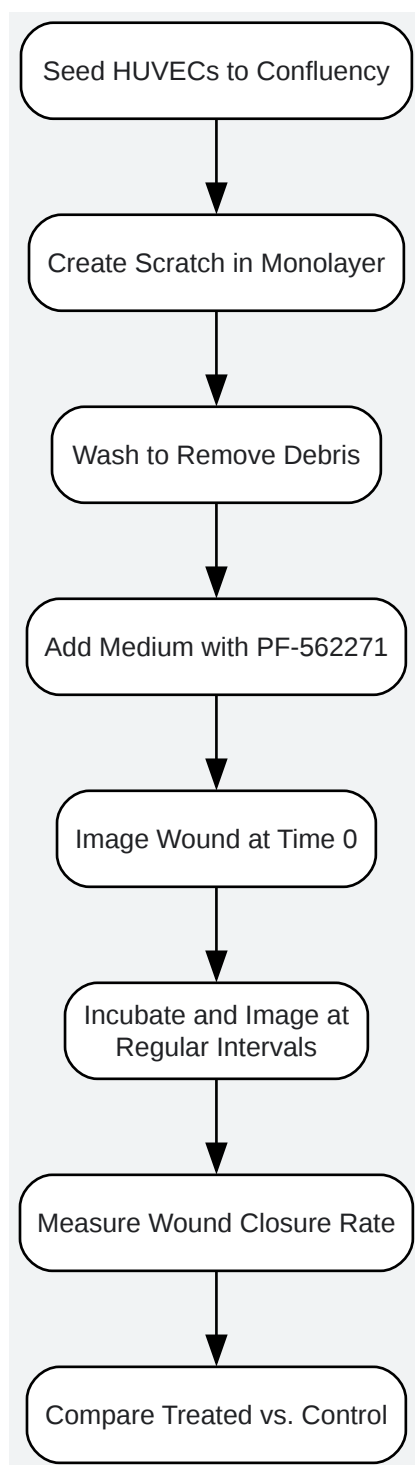 Seed HUVECs to Confluency
Create Scratch in Monolayer
Wash to Remove Debris
Add Medium with PF-562271
Image Wound at Time 0
Incubate and Image at
Regular Intervals
Measure Wound Closure Rate
Compare Treated vs. Control